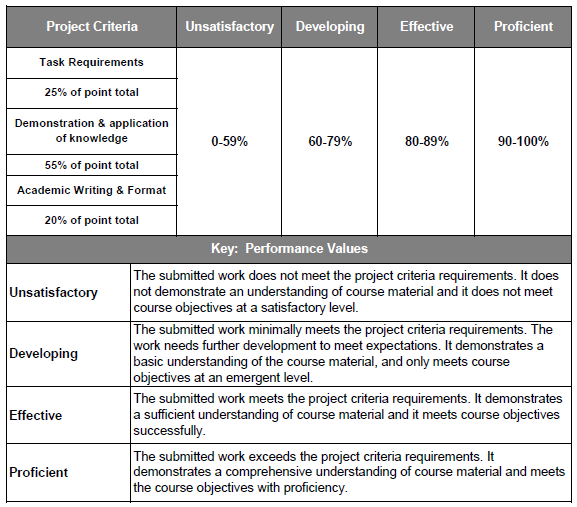 Project Criteria Unsatisfactory Developing Effective Proficient
Task Requirements
25% of point total
Demonstration & application
of knowledge
0-59% 60-79% 80-89% 90-100%
55% of point total
Academic Writing & Format
20% of point total
Key: Performance Values
Unsatisfactory
The submitted work does not meet the project criteria requirements. It does
not demonstrate an understanding of course material and it does not meet
course objectives at a satisfactory level.
Developing
The submitted work minimally meets the project criteria requirements. The
work needs further development to meet expectations. It demonstrates a
basic understanding of the course material, and only meets course
objectives at an emergent level.
Effective
The submitted work meets the project criteria requirements. It demonstrates
a sufficient understanding of course material and it meets course objectives
successfully.
Proficient
The submitted work exceeds the project criteria requirements. It
demonstrates a comprehensive understanding of course material and meets
the course objectives with proficiency.